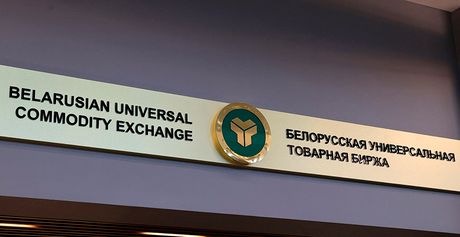 BELARUSIAN UNIVERSAL
COMMODITY EXCHANGE
БЕЛОРУССКАЯ УНИВЕРСАЛЬНАЯ
ТОВАРНАЯ БИРЖА